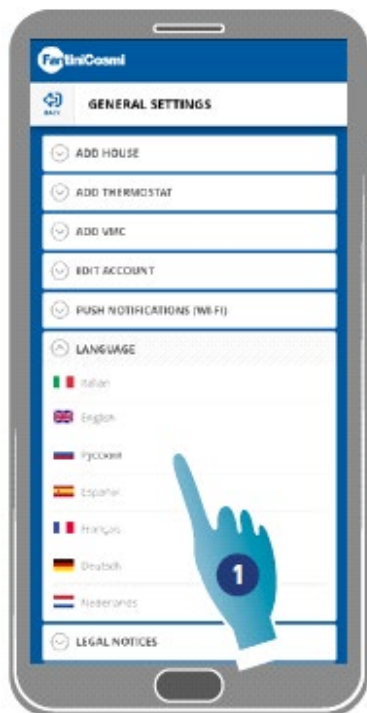 FantiniCosmi
BACK
GENERAL SETTINGS
ADD HOUSE
ADD THERMOSTAT
ADD VMC
EDIT ACCOUNT
PUSH NOTIFICATIONS (WI-FI)
LANGUAGE
Italian
English
Русский
Español
Français
Deutsch
Nederlands
1
LEGAL NOTICES